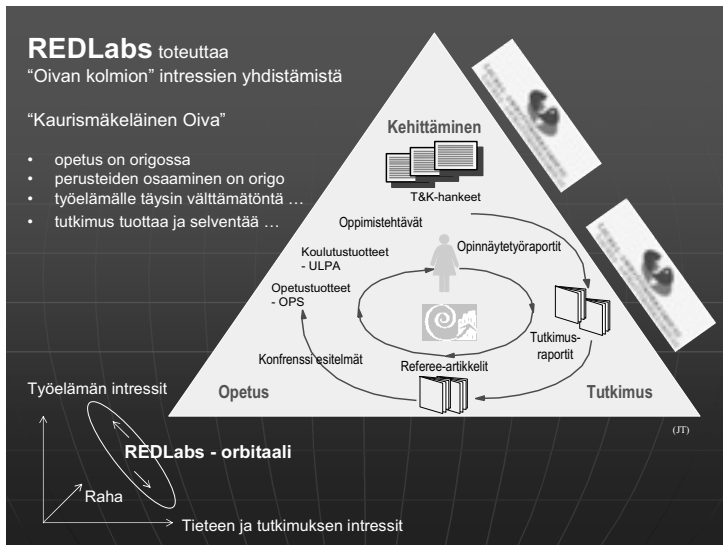 REDLabs toteuttaa
“Oivan kolmion” intressien yhdistämistä
“Kaurismäkeläinen Oiva”
• opetus on origossa
• perusteiden osaaminen on origo
• työelämälle täysin välttämätöntä …
• tutkimus tuottaa ja selventää …
Kehittäminen
T&K-hankeet
Oppimistehtävät
Opinnäytetyöraportit
Koulutustuotteet
- ULPA
Opetustuotteet
- OPS
Tutkimus-
raportit
Konfrenssi esitelmät
Referee-artikkelit
Opetus
Tutkimus
(JT)
Työelämän intressit
REDLabs - orbitaali
Raha
Tieteen ja tutkimuksen intressit